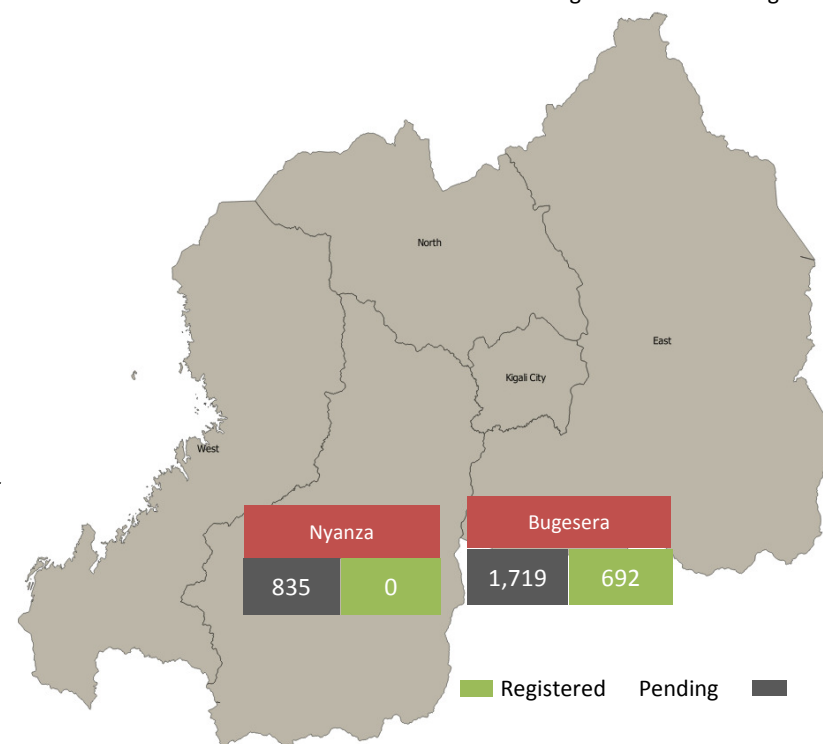 North
East
Kigali City
West
Nyanza
835 0
Bugesera
1,719 692
Registered Pending